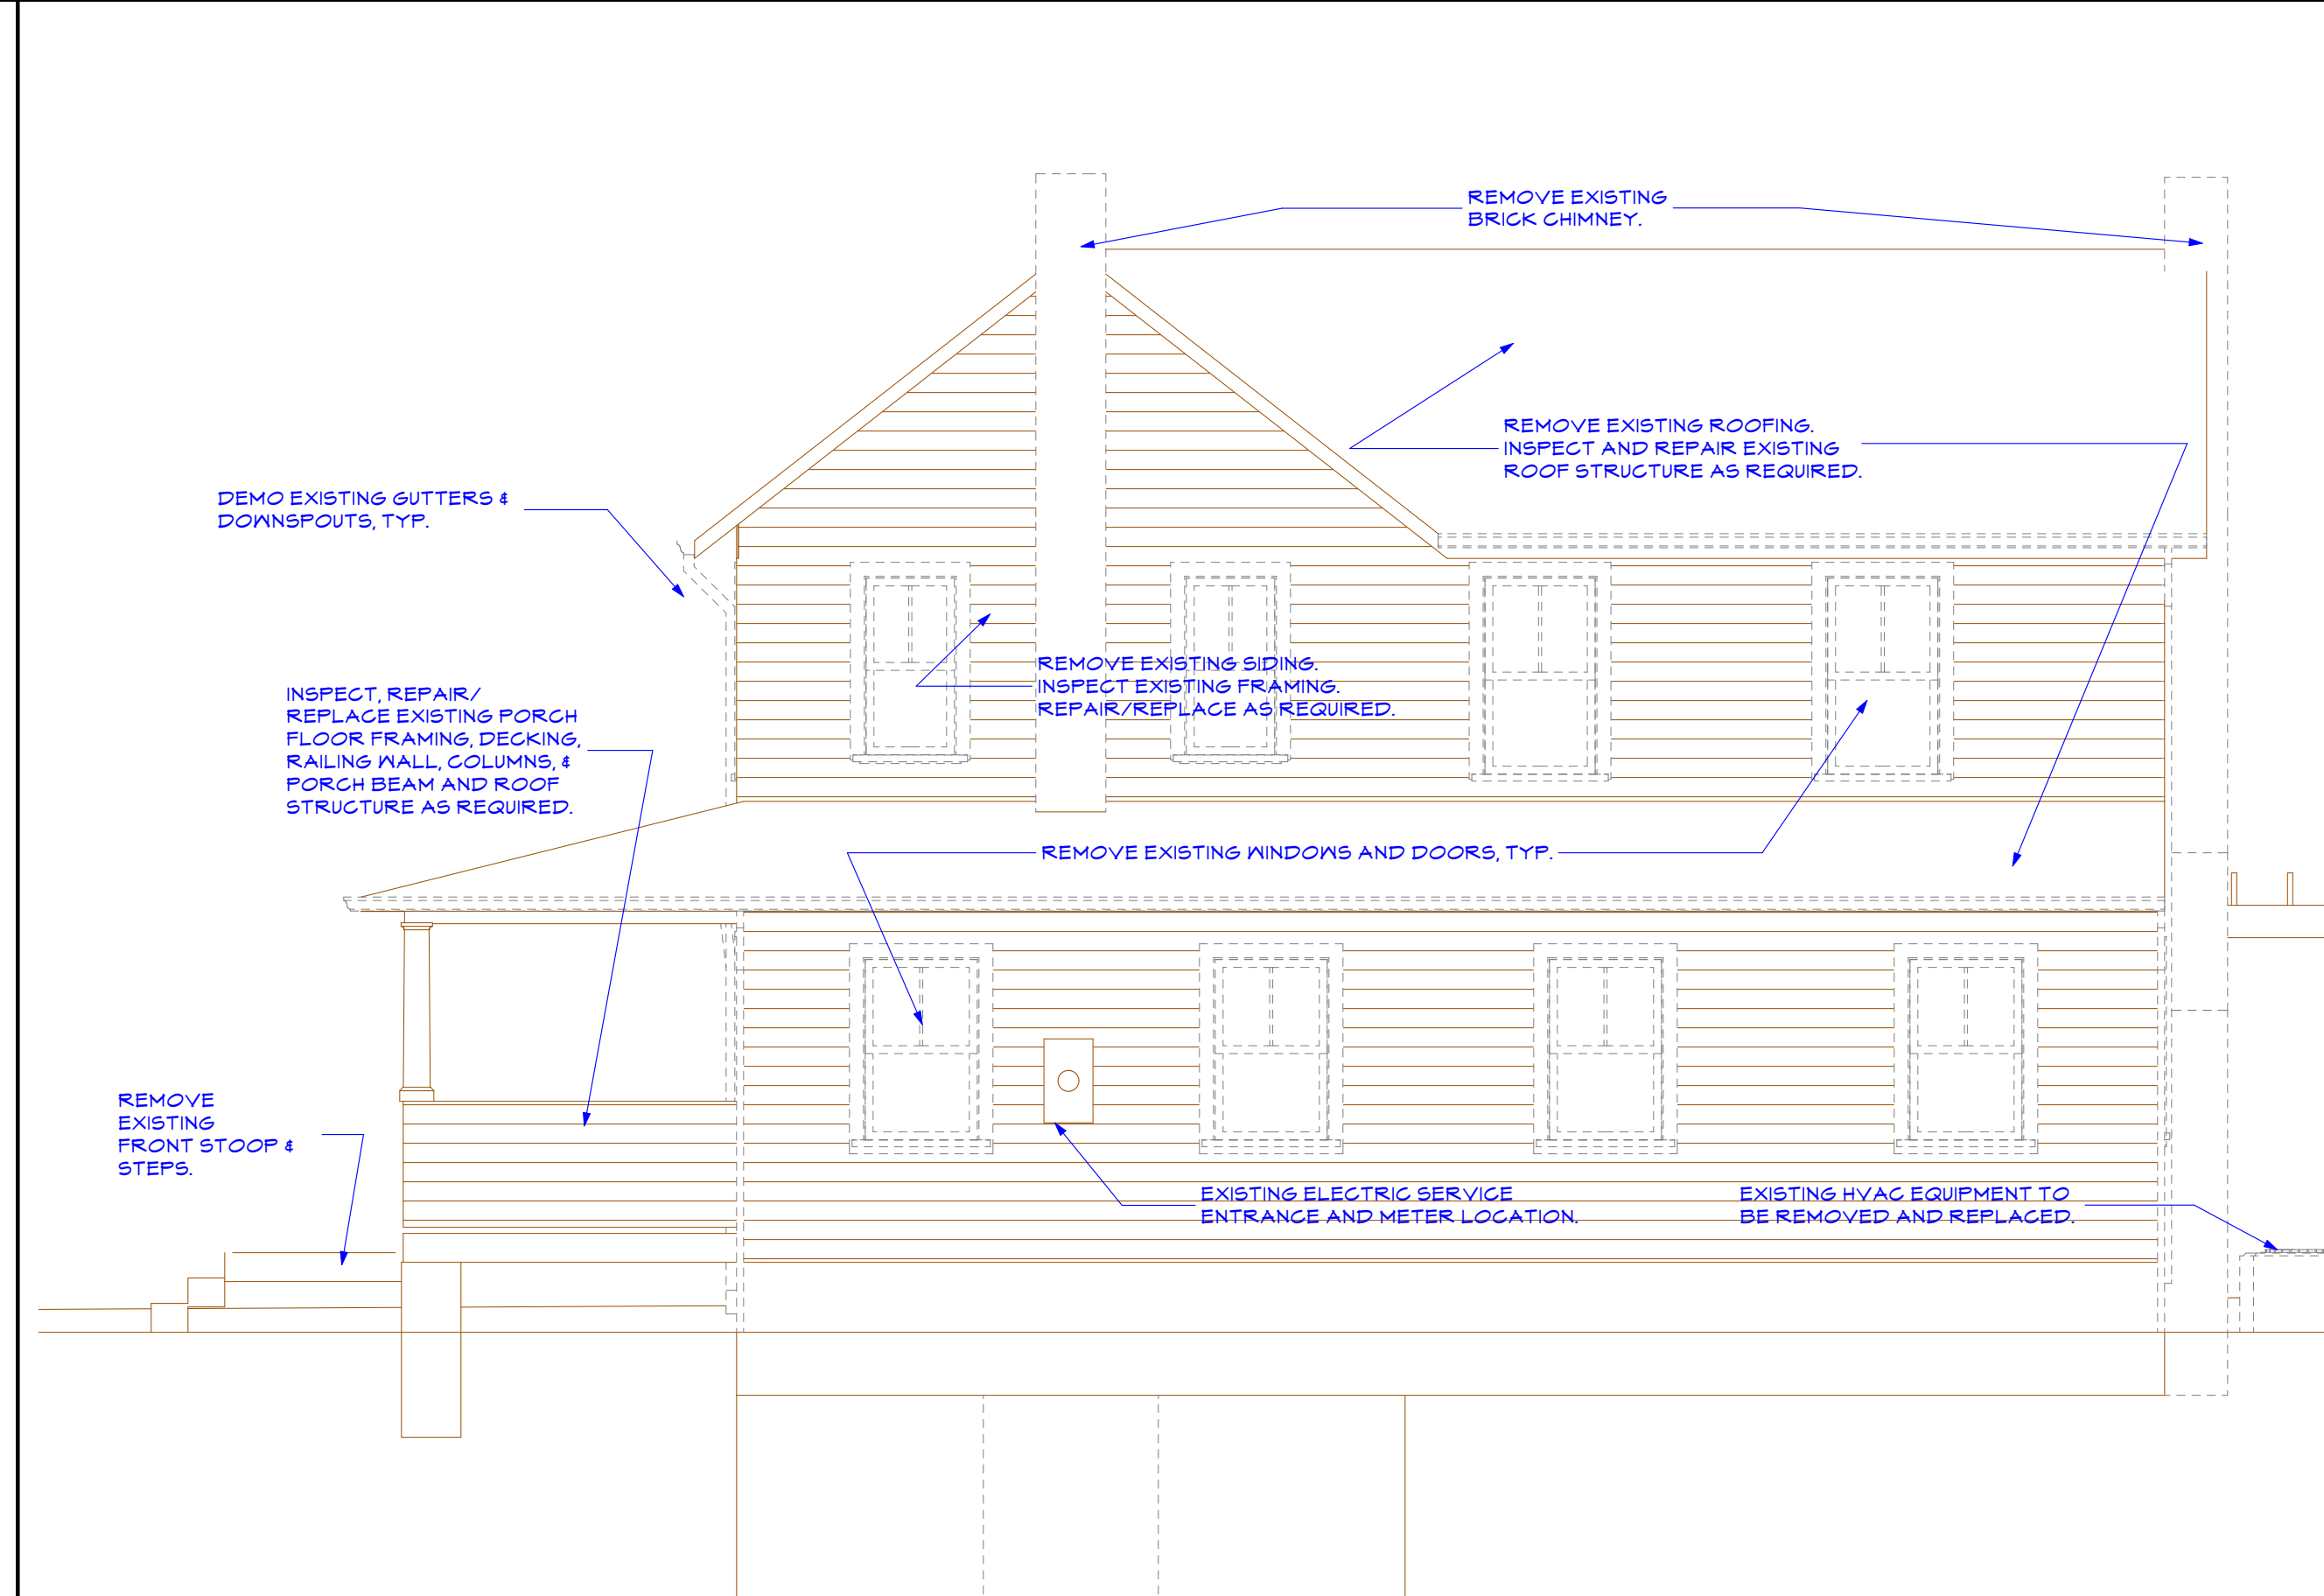 REMOVE EXISTING
BRICK CHIMNEY.
REMOVE EXISTING ROOFING.
INSPECT AND REPAIR EXISTING
ROOF STRUCTURE AS REQUIRED.
DEMO EXISTING GUTTERS &
DOWNSPOUTS, TYP.
REMOVE EXISTING SIDING.
INSPECT EXISTING FRAMING.
REPAIR/REPLACE AS REQUIRED.
INSPECT, REPAIR/
REPLACE EXISTING PORCH
FLOOR FRAMING, DECKING,
RAILING WALL, COLUMNS, &
PORCH BEAM AND ROOF
STRUCTURE AS REQUIRED.
REMOVE EXISTING WINDOWS AND DOORS, TYP.
REMOVE
EXISTING
FRONT STOOP &
STEPS.
EXISTING ELECTRIC SERVICE
ENTRANCE AND METER LOCATION.
EXISTING HVAC EQUIPMENT TO
BE REMOVED AND REPLACED.